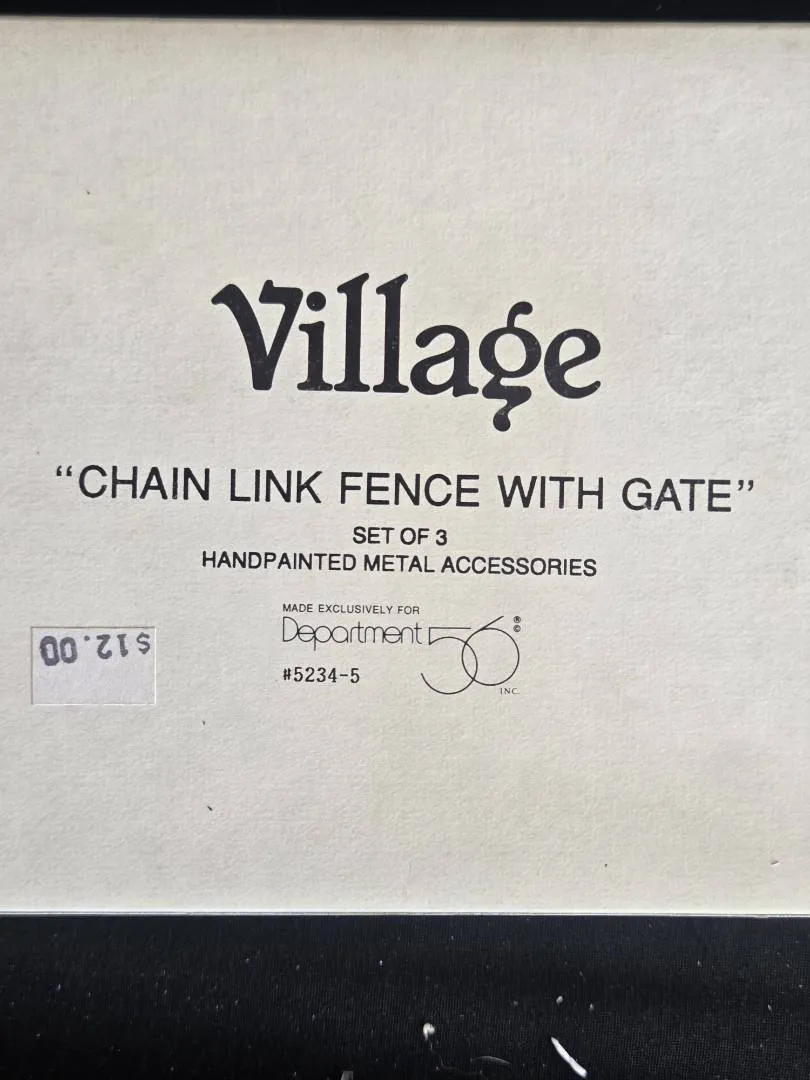 Village
“CHAIN LINK FENCE WITH GATE”
SET OF 3
HANDPAINTED METAL ACCESSORIES
MADE EXCLUSIVELY FOR
Department 56 ® ©
INC.
#5234-5
$12.00